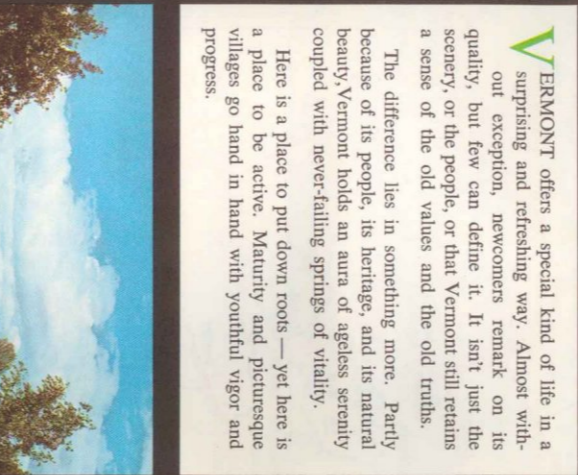 VERMONT offers a special kind of life in a
surprising and refreshing way. Almost with-
out exception, newcomers remark on its
quality, but few can define it. It isn't just the
scenery, or the people, or that Vermont still retains
a sense of the old values and the old truths.
The difference lies in something more. Partly
because of its people, its heritage, and its natural
beauty, Vermont holds an aura of ageless serenity
coupled with never-failing springs of vitality.
Here is a place to put down roots — yet here is
a place to be active. Maturity and picturesque
villages go hand in hand with youthful vigor and
progress.